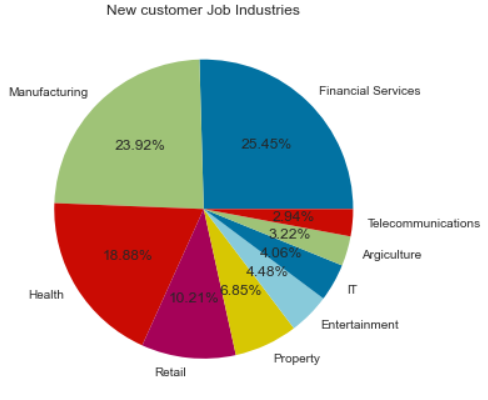 New customer Job Industries
Financial Services
25.45%
Manufacturing
23.92%
Health
18.88%
Retail
10.21%
Property
6.85%
Entertainment
4.48%
IT
4.06%
Argiculture
3.22%
Telecommunications
2.94%